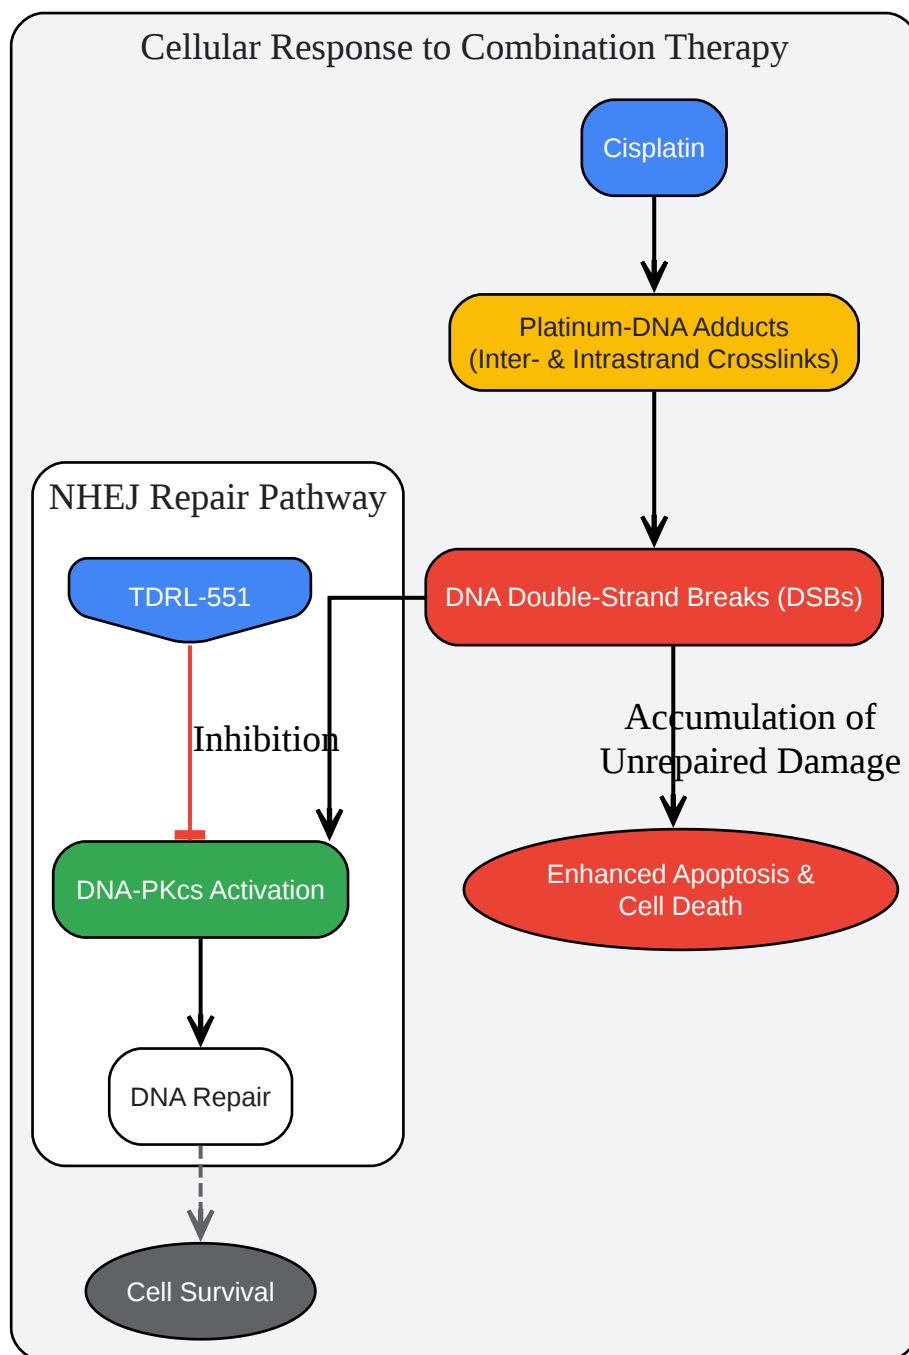 Cellular Response to Combination Therapy
Cisplatin
Platinum-DNA Adducts
(Inter- & Intrastrand Crosslinks)
NHEJ Repair Pathway
TDRL-551
DNA Double-Strand Breaks (DSBs)
Inhibition
Accumulation of
Unrepaired Damage
DNA-PKcs Activation
Enhanced Apoptosis &
Cell Death
DNA Repair
Cell Survival